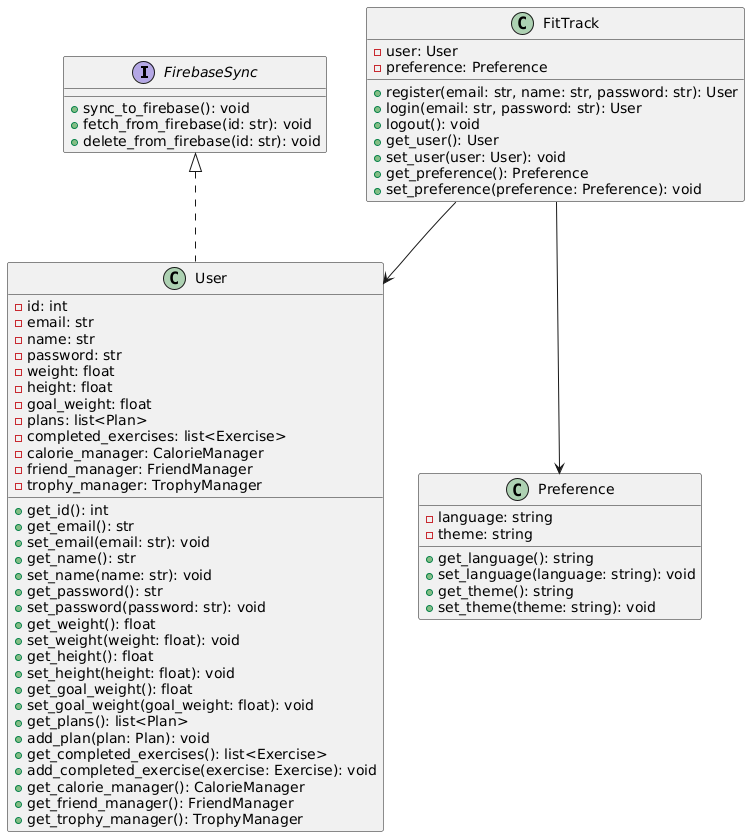 I FirebaseSync
sync_to_firebase(): void
fetch_from_firebase(id: str): void
delete_from_firebase(id: str): void
C FitTrack
user: User
preference: Preference
register(email: str, name: str, password: str): User
login(email: str, password: str): User
logout(): void
get_user(): User
set_user(user: User): void
get_preference(): Preference
set_preference(preference: Preference): void
C User
id: int
email: str
name: str
password: str
weight: float
height: float
goal_weight: float
plans: list<Plan>
completed_exercises: list<Exercise>
calorie_manager: CalorieManager
friend_manager: FriendManager
trophy_manager: TrophyManager
get_id(): int
get_email(): str
set_email(email: str): void
get_name(): str
set_name(name: str): void
get_password(): str
set_password(password: str): void
get_weight(): float
set_weight(weight: float): void
get_height(): float
set_height(height: float): void
get_goal_weight(): float
set_goal_weight(goal_weight: float): void
get_plans(): list<Plan>
add_plan(plan: Plan): void
get_completed_exercises(): list<Exercise>
add_completed_exercise(exercise: Exercise): void
get_calorie_manager(): CalorieManager
get_friend_manager(): FriendManager
get_trophy_manager(): TrophyManager
C Preference
language: string
theme: string
get_language(): string
set_language(language: string): void
get_theme(): string
set_theme(theme: string): void